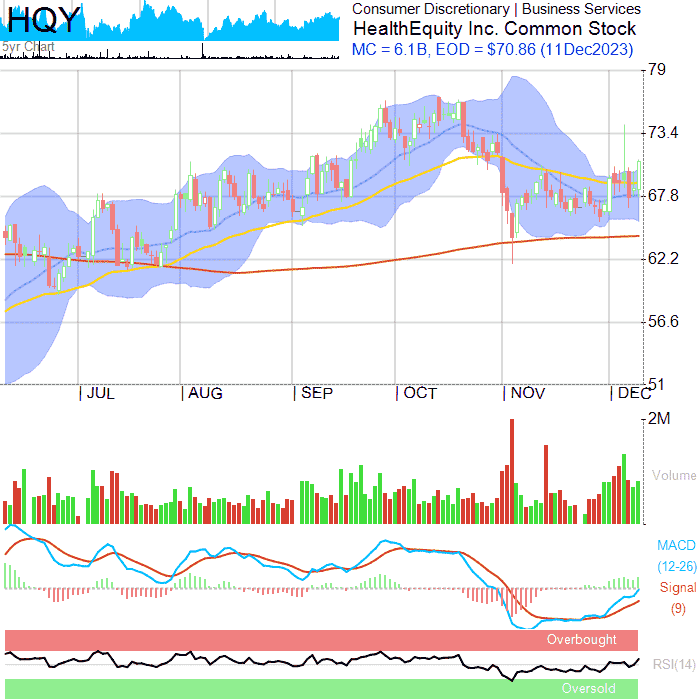 HQY
5yr Chart
Consumer Discretionary | Business Services
HealthEquity Inc. Common Stock
MC = 6.1B, EOD = $70.86 (11Dec2023)
79
73.4
67.8
62.2
56.6
51
| JUL
| AUG
| SEP
| OCT
| NOV
| DEC
2M
Volume
MACD
(12-26)
Signal
(9)
Overbought
RSI(14)
Oversold